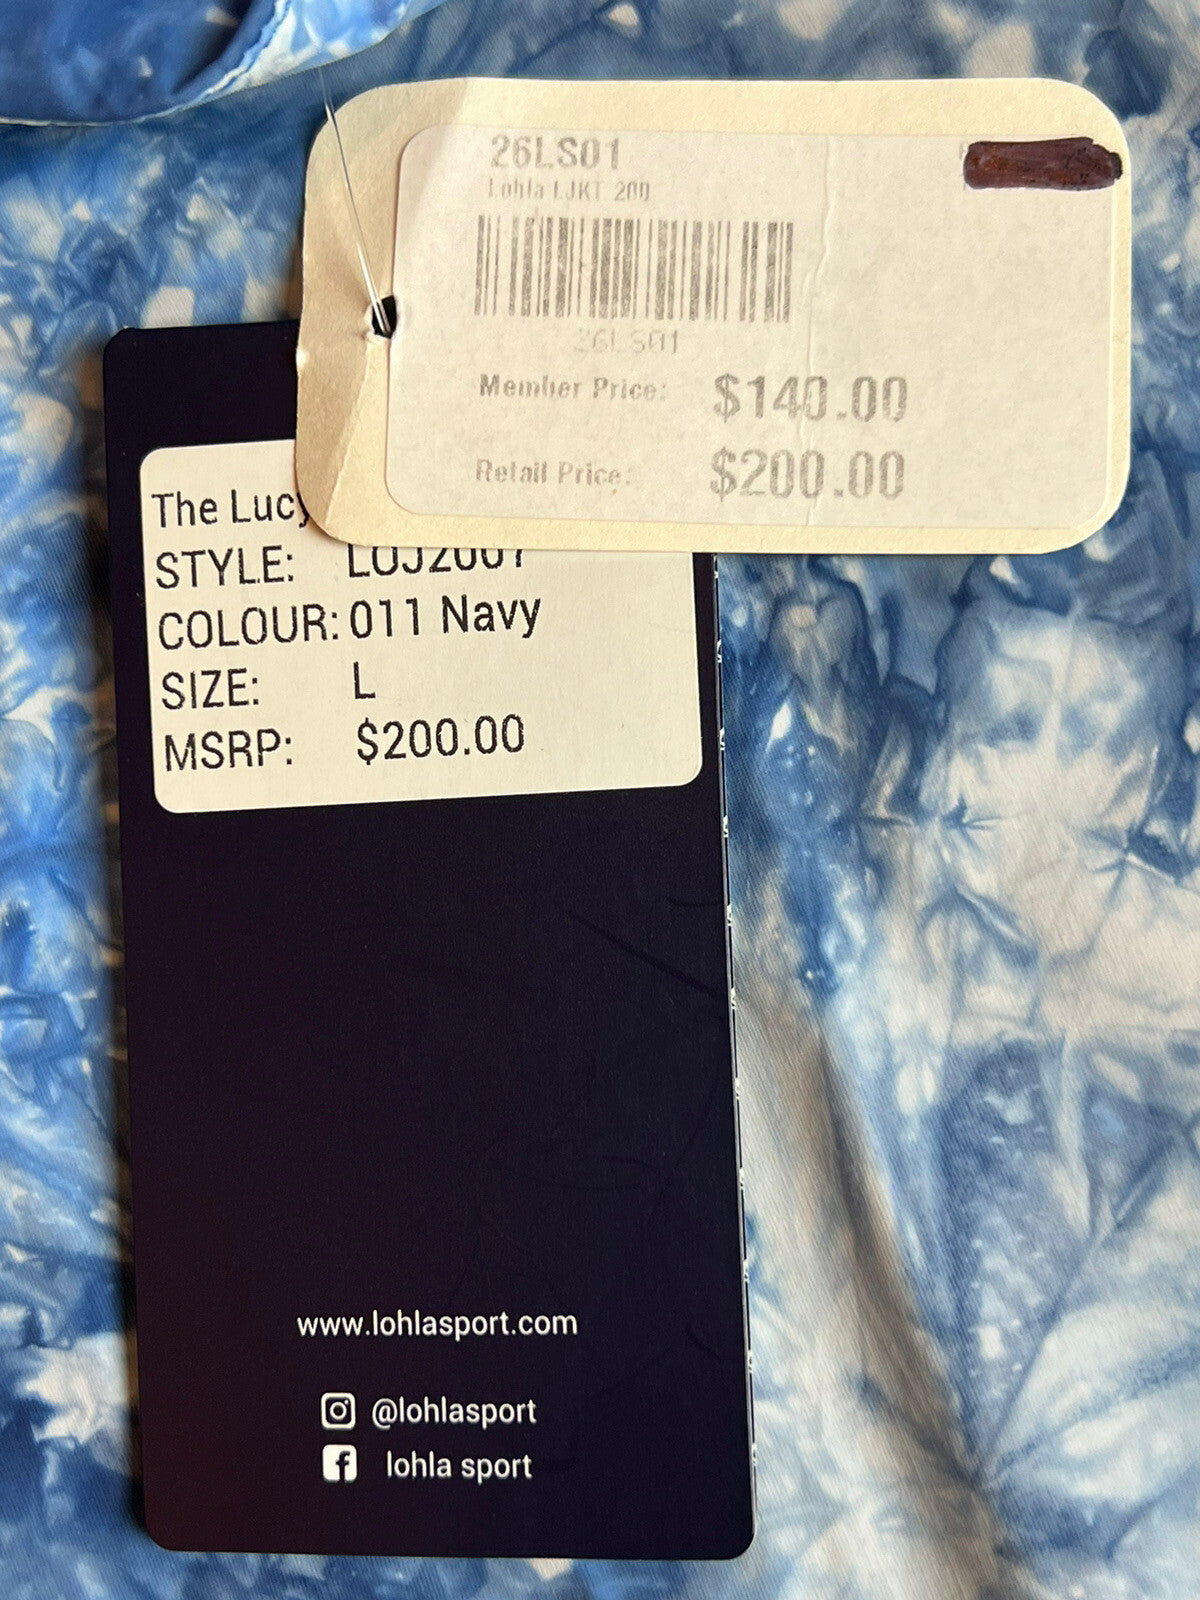 26LS01
Lohla LJKT 200
26LS01
Member Price: $140.00
Retail Price: $200.00
The Lucy
STYLE: LOJ2007
COLOUR: 011 Navy
SIZE: L
MSRP: $200.00
www.lohlasport.com
@lohlasport
lohla sport